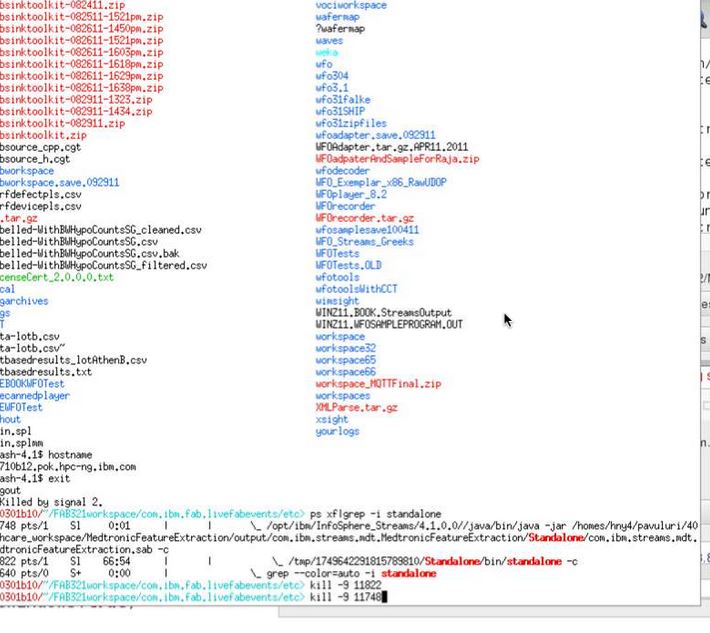 bsinktoolkit-082411.zip
bsinktoolkit-082511-1521pm.zip
bsinktoolkit-082611-1450pm.zip
bsinktoolkit-082611-1521pm.zip
bsinktoolkit-082611-1603pm.zip
bsinktoolkit-082611-1618pm.zip
bsinktoolkit-082611-1629pm.zip
bsinktoolkit-082611-1638pm.zip
bsinktoolkit-082911-1323.zip
bsinktoolkit-082911-1434.zip
bsinktoolkit-082911.zip
bsinktoolkit.zip
bsource_cpp.cgt
bsource_h.cgt
bworkspace
bworkspace.save.092911
rfdefectpls.csv
rfdevicepls.csv
.tar.gz
belled-WithBWHypoCountsSG_cleaned.csv
belled-WithBWHypoCountsSG.csv
belled-WithBWHypoCountsSG.csv.bak
belled-WithBWHypoCountsSG_filtered.csv
censeCert_2.0.0.0.txt
cal
garchives
gs
T
ta-lotb.csv
ta-lotb.csv~
tbasedresults_lotAthenB.csv
tbasedresults.txt
EBOOKWFOTest
ecannedplayer
EWFOTest
hout
in.spl
in.splmm
vociworkspace
wafermap
?wafermap
waves
weka
wfo
wfo304
wfo3.1
wfo31falke
wfo31SHIP
wfo31zipfiles
wfoadapter.save.092911
WFOAdapter.tar.gz.APR11.2011
WFOadpaterAndSampleForRaja.zip
wfodecoder
WFO_Exemplar_x86_RawUDOP
WFOplayer_8.2
WFOrecorder
WFOrecorder.tar.gz
wfosamplesave100411
WFO_Streams_Greeks
WFOTests
WFOTests.OLD
wfotools
wfotoolsWithCCT
winsight
WINZ11.BOOK.StreamsOutput
WINZ11.WFOSAMPLEPROGRAM.OUT
workspace
workspace32
workspace65
workspace66
workspace_MQTTFinal.zip
workspaces
XMLParse.tar.gz
xsight
yourlogs
ash-4.1$ hostname
710b12.pok.hpc-ng.ibm.com
ash-4.1$ exit
gout
Killed by signal 2.
0301b10/"~/FAB321workspace/com.ibm.fab.livefabevents/etc> ps xf|grep -i standalone
748 pts/1 Sl 0:01 | | \_ /opt/ibm/InfoSphere_Streams/4.1.0.0//java/bin/java -jar /homes/hny4/pavuluri/40
hcare_workspace/MedtronicFeatureExtraction/output/com.ibm.streams.mdt.MedtronicFeatureExtraction/Standalone/com.ibm.streams.mdt.
dtronicFeatureExtraction.sab -c
822 pts/1 Sl 66:54 | | \_ /tmp/1749642291815789810/Standalone/bin/standalone -c
640 pts/0 S+ 0:00 | \_ grep --color=auto -i standalone
0301b10/"~/FAB321workspace/com.ibm.fab.livefabevents/etc> kill -9 11822
0301b10/"~/FAB321workspace/com.ibm.fab.livefabevents/etc> kill -9 11748